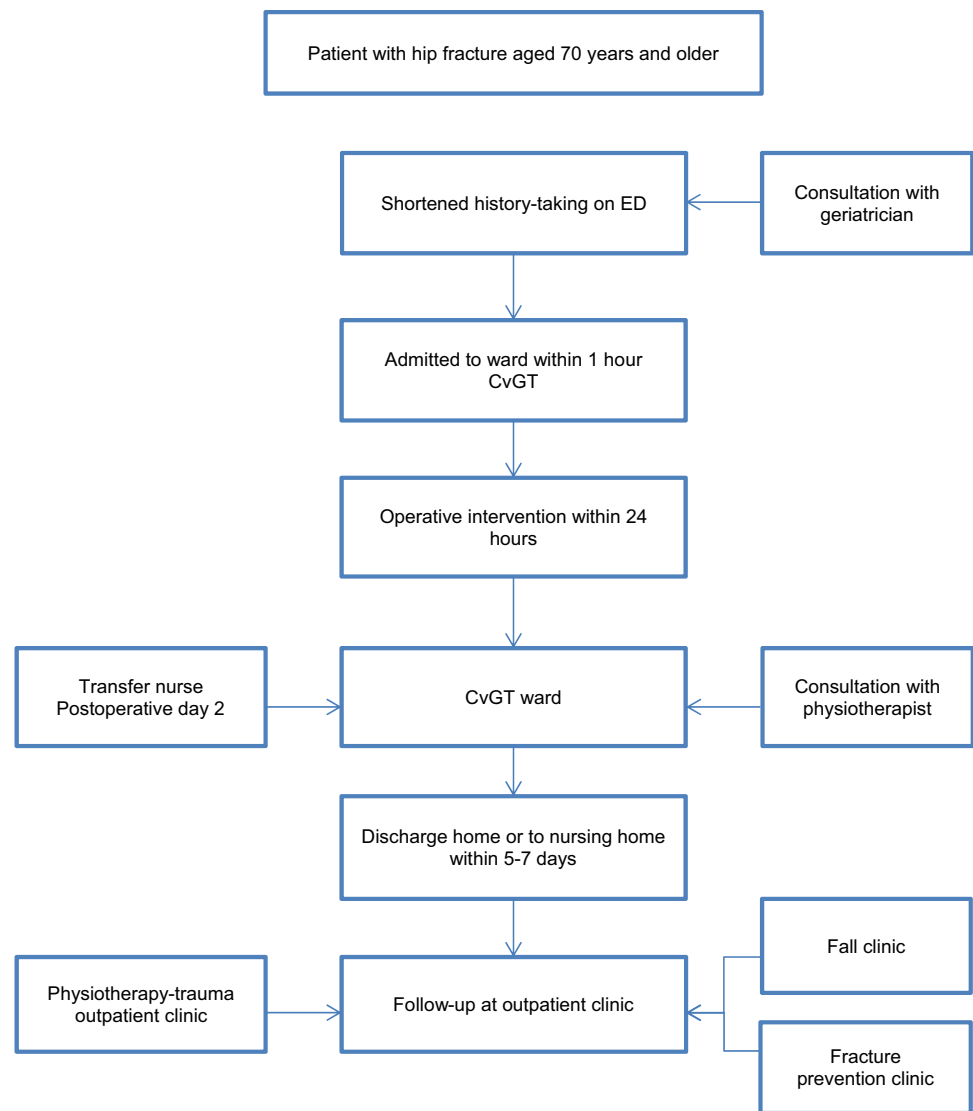 Patient with hip fracture aged 70 years and older
Shortened history-taking on ED
Consultation with
geriatrician
Admitted to ward within 1 hour
CvGT
Operative intervention within 24
hours
Transfer nurse
Postoperative day 2
CvGT ward
Consultation with
physiotherapist
Discharge home or to nursing home
within 5-7 days
Physiotherapy-trauma
outpatient clinic
Follow-up at outpatient clinic
Fall clinic
Fracture
prevention clinic